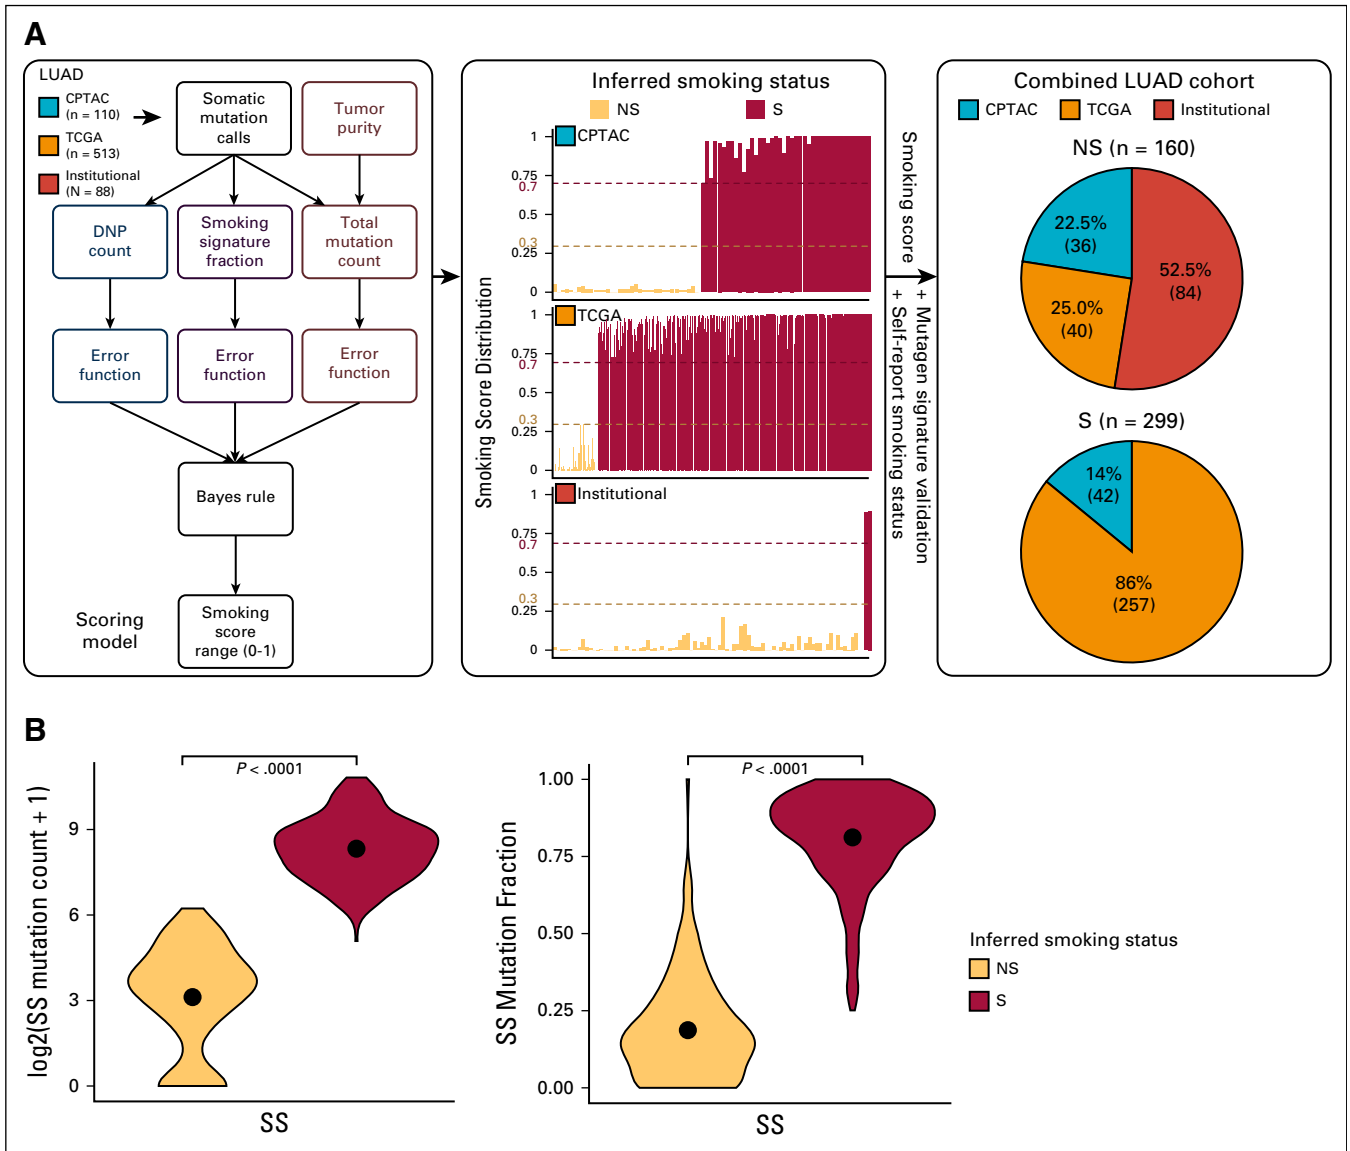 A
LUAD
CPTAC
(n = 110)
TCGA
(n = 513)
Institutional
(N = 88)
Somatic
mutation
calls
Tumor
purity
DNP
count
Smoking
signature
fraction
Total
mutation
count
Error
function
Error
function
Error
function
Bayes rule
Smoking
score
range (0-1)
Scoring
model
Inferred smoking status
NS
S
Smoking Score Distribution
CPTAC
1
0.75
0.7
0.5
0.3
0.25
0
TCGA
1
0.75
0.7
0.5
0.3
0.25
0
Institutional
1
0.75
0.7
0.5
0.3
0.25
0
Smoking score
+ Mutagen signature validation
+ Self-report smoking status
Combined LUAD cohort
CPTAC
TCGA
Institutional
NS (n = 160)
22.5%
(36)
52.5%
(84)
25.0%
(40)
S (n = 299)
14%
(42)
86%
(257)
B
log2(SS mutation count + 1)
9
6
3
0
P < .0001
SS
SS Mutation Fraction
1.00
0.75
0.50
0.25
0.00
P < .0001
SS
Inferred smoking status
NS
S